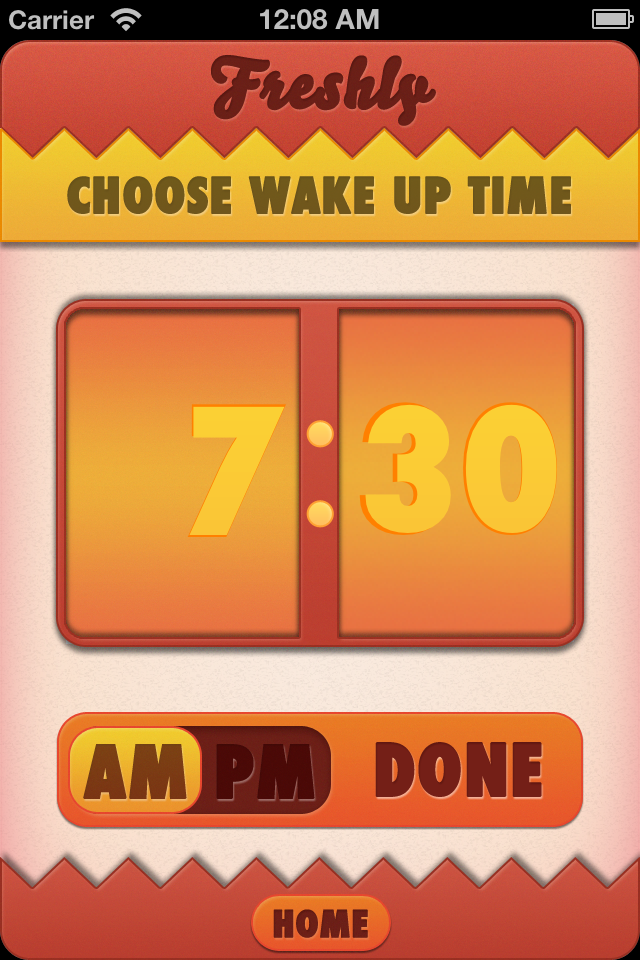 Carrier 12:08 AM
Freshly
CHOOSE WAKE UP TIME
7:30
AM PM DONE
HOME